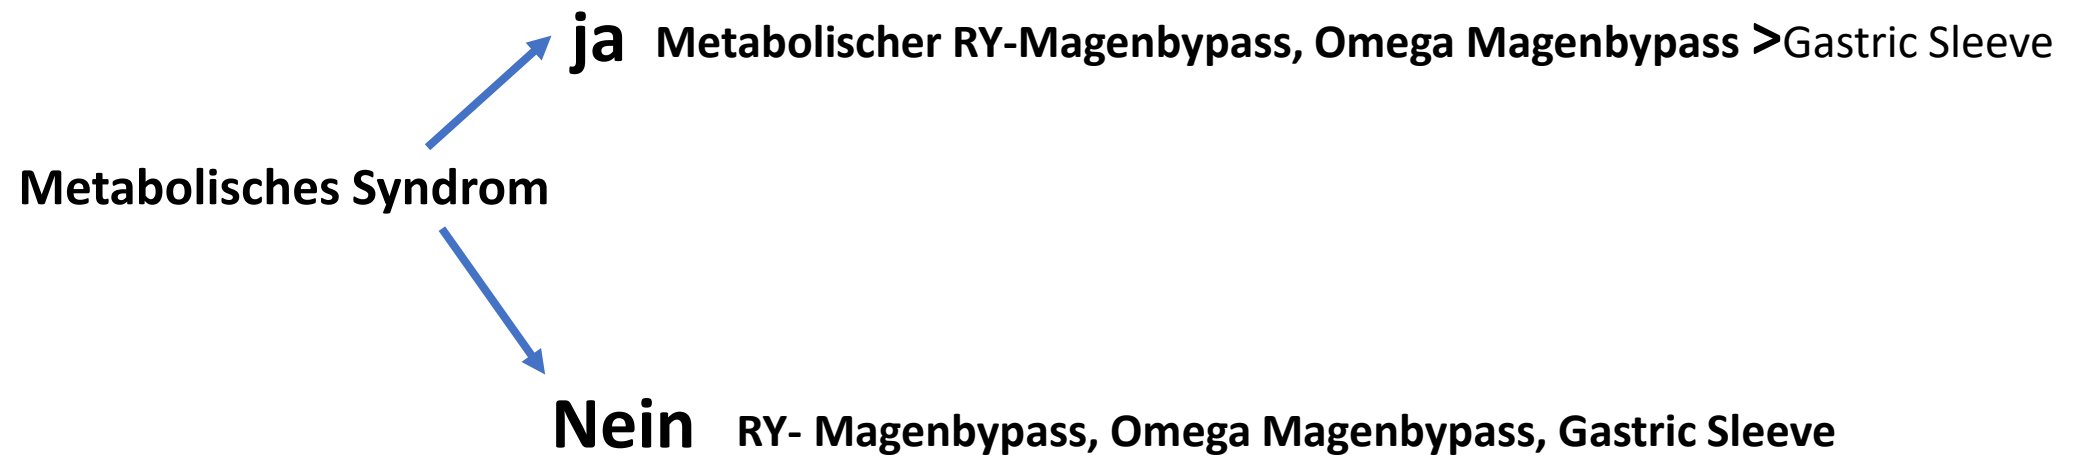 ja Metabolischer RY-Magenbypass, Omega Magenbypass >Gastric Sleeve
Metabolisches Syndrom
Nein RY- Magenbypass, Omega Magenbypass, Gastric Sleeve